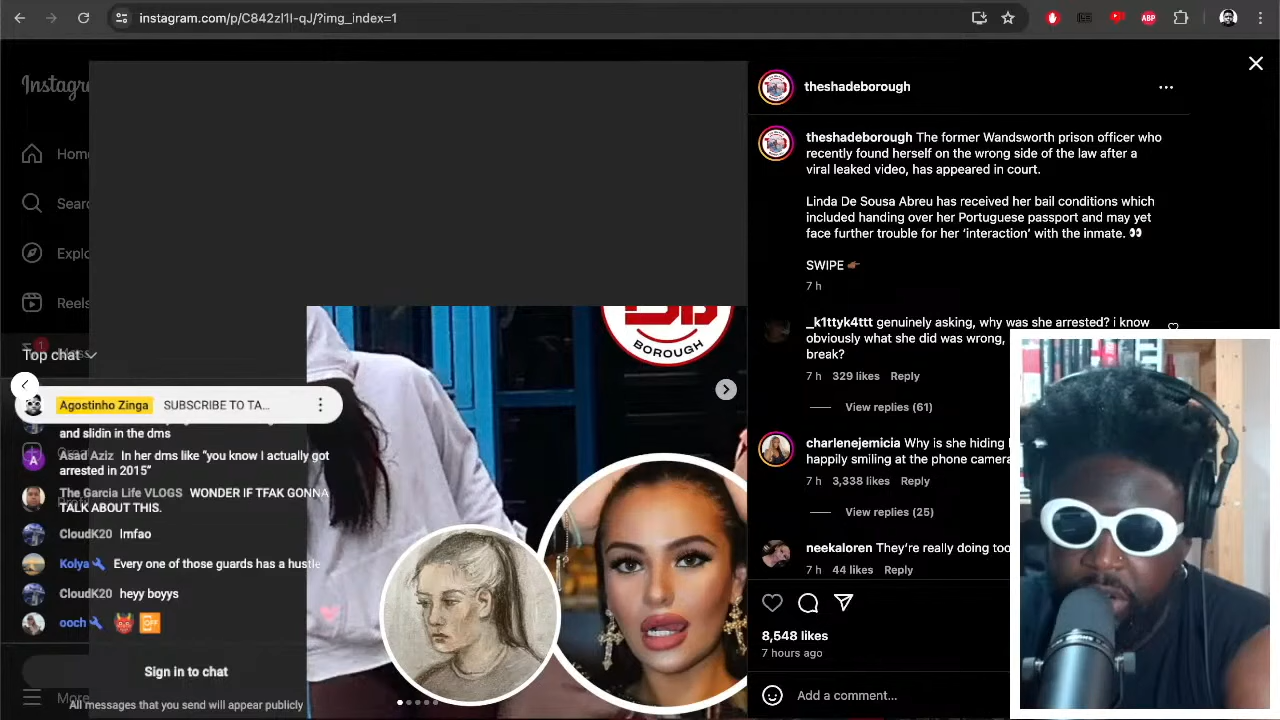 instagram.com/p/C842zI1I-qJ/?img_index=1
ABP
Instagr
Home
Searc
Explo
Reels
1
Top chat
Agostinho Zinga SUBSCRIBE TO TA...
and slidin in the dms
A
Asad Aziz In her dms like “you know I actually got
arrested in 2015”
The Garcia Life VLOGS WONDER IF TFAK GONNA
TALK ABOUT THIS.
CloudK20 lmfao
Kolya Every one of those guards has a hustle
CloudK20 heyy boyys
ooch OFF
Sign in to chat
More
All messages that you send will appear publicly
BOROUGH
theshadeborough
theshadeborough The former Wandsworth prison officer who
recently found herself on the wrong side of the law after a
viral leaked video, has appeared in court.
Linda De Sousa Abreu has received her bail conditions which
included handing over her Portuguese passport and may yet
face further trouble for her ‘interaction’ with the inmate. 👀
SWIPE 👉🏾
7 h
_k1ttyk4ttt genuinely asking, why was she arrested? i know
obviously what she did was wrong,
break?
7 h 329 likes Reply
View replies (61)
charlenejemicia Why is she hiding
happily smiling at the phone camera
7 h 3,338 likes Reply
View replies (25)
neekaloren They’re really doing too
7 h 44 likes Reply
8,548 likes
7 hours ago
Add a comment...